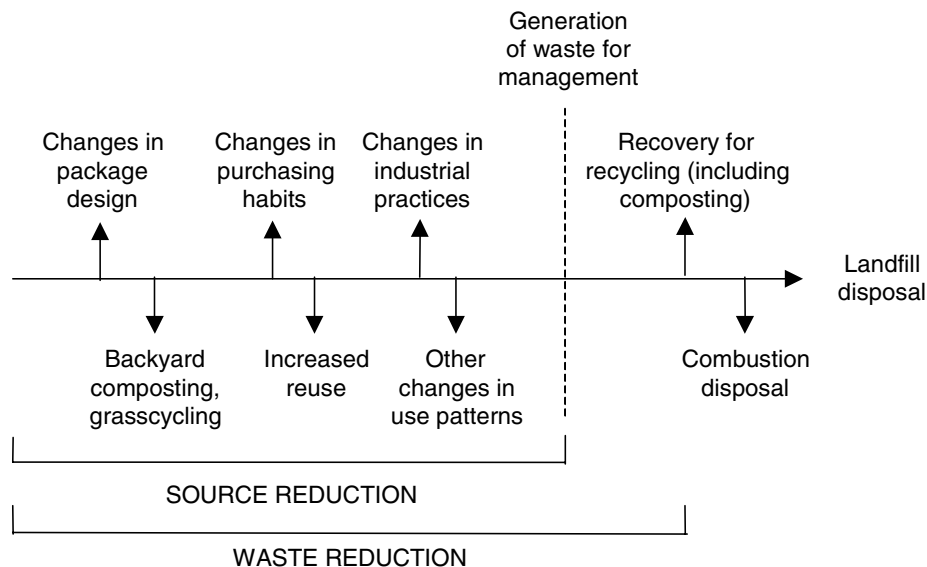 Generation
of waste for
management
Changes in
package
design
Changes in
purchasing
habits
Changes in
industrial
practices
Recovery for
recycling (including
composting)
Landfill
disposal
Backyard
composting,
grasscycling
Increased
reuse
Other
changes in
use patterns
Combustion
disposal
SOURCE REDUCTION
WASTE REDUCTION